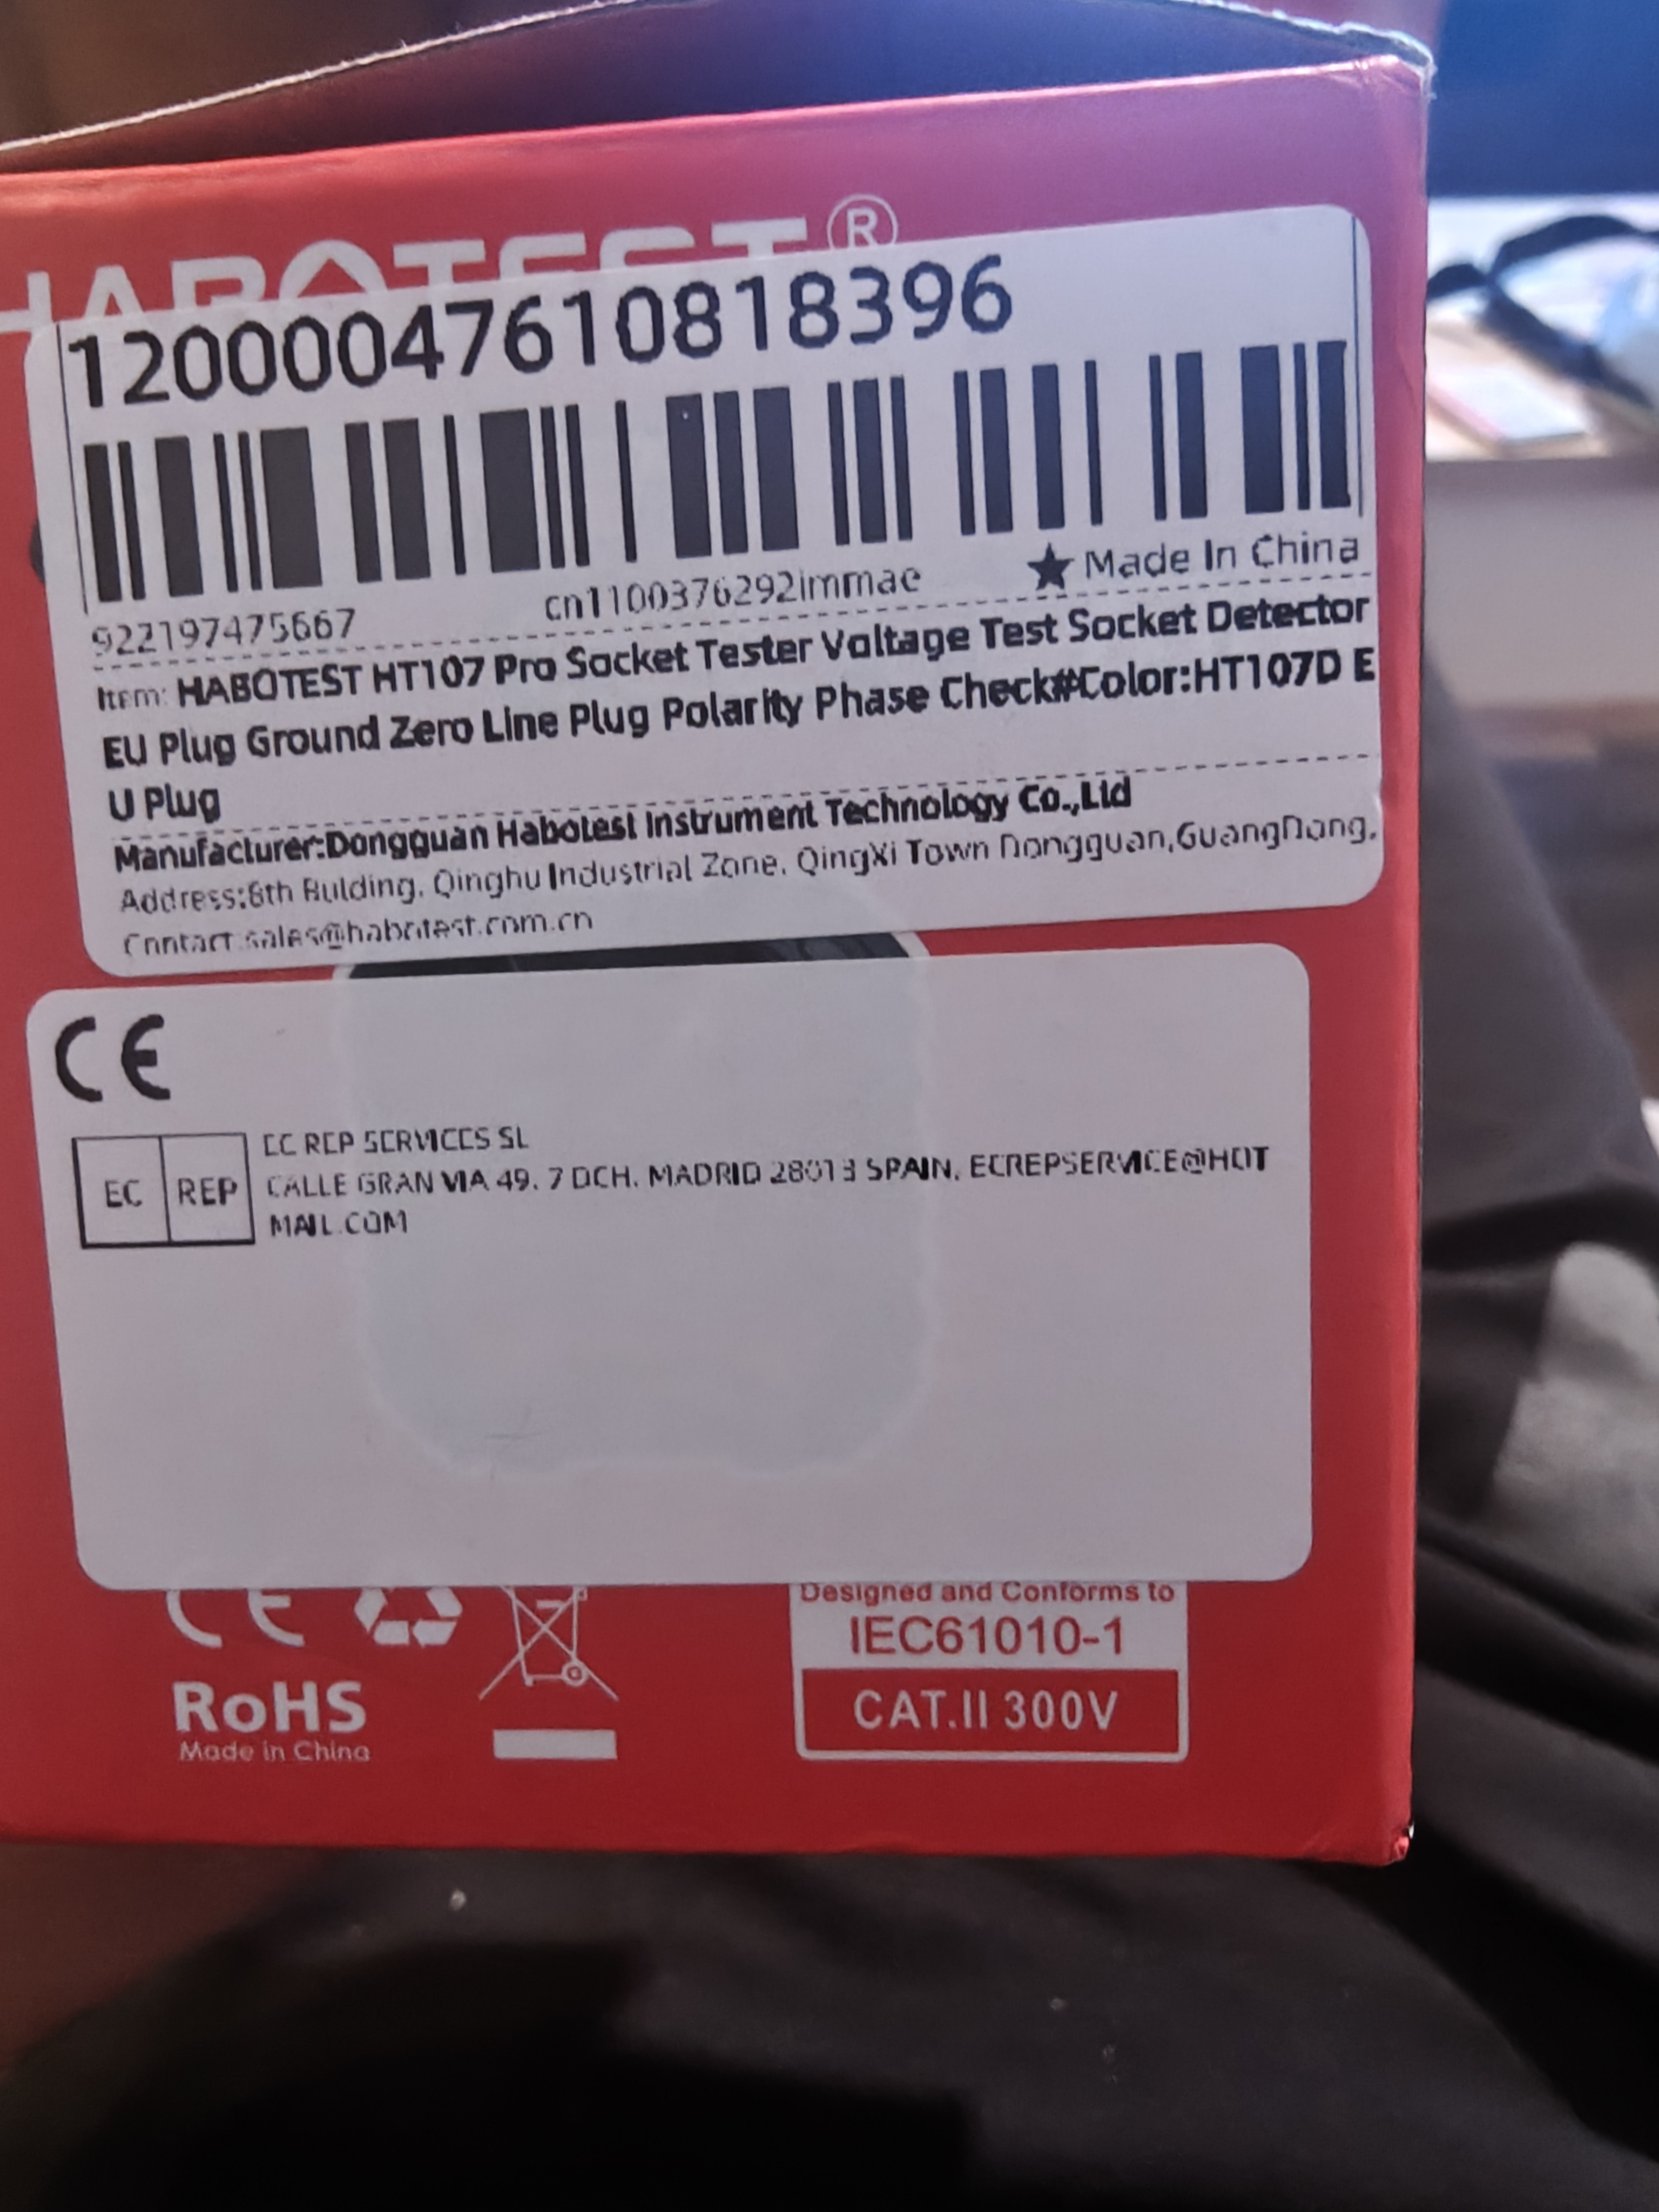 HABOTEST®
12000047610818396
922197475667 cn1100376292immae ★ Made In China
Item: HABOTEST HT107 Pro Socket Tester Voltage Test Socket Detector
EU Plug Ground Zero Line Plug Polarity Phase Check#Color:HT107D E
U Plug
Manufacturer:Dongguan Habotest Instrument Technology Co.,Ltd
Address:6th Bulding, Qinghu Industrial Zone, QingXi Town Dongguan,GuangDong,
Contact:sales@habotest.com.cn
CE
EC REP EC REP SERVICES SL
CALLE GRAN VIA 49, 7 DCH, MADRID 28013 SPAIN, ECREPSERVICE@HOT
MAIL.COM
CE
Designed and Conforms to
IEC61010-1
RoHS
CAT.II 300V
Made in China